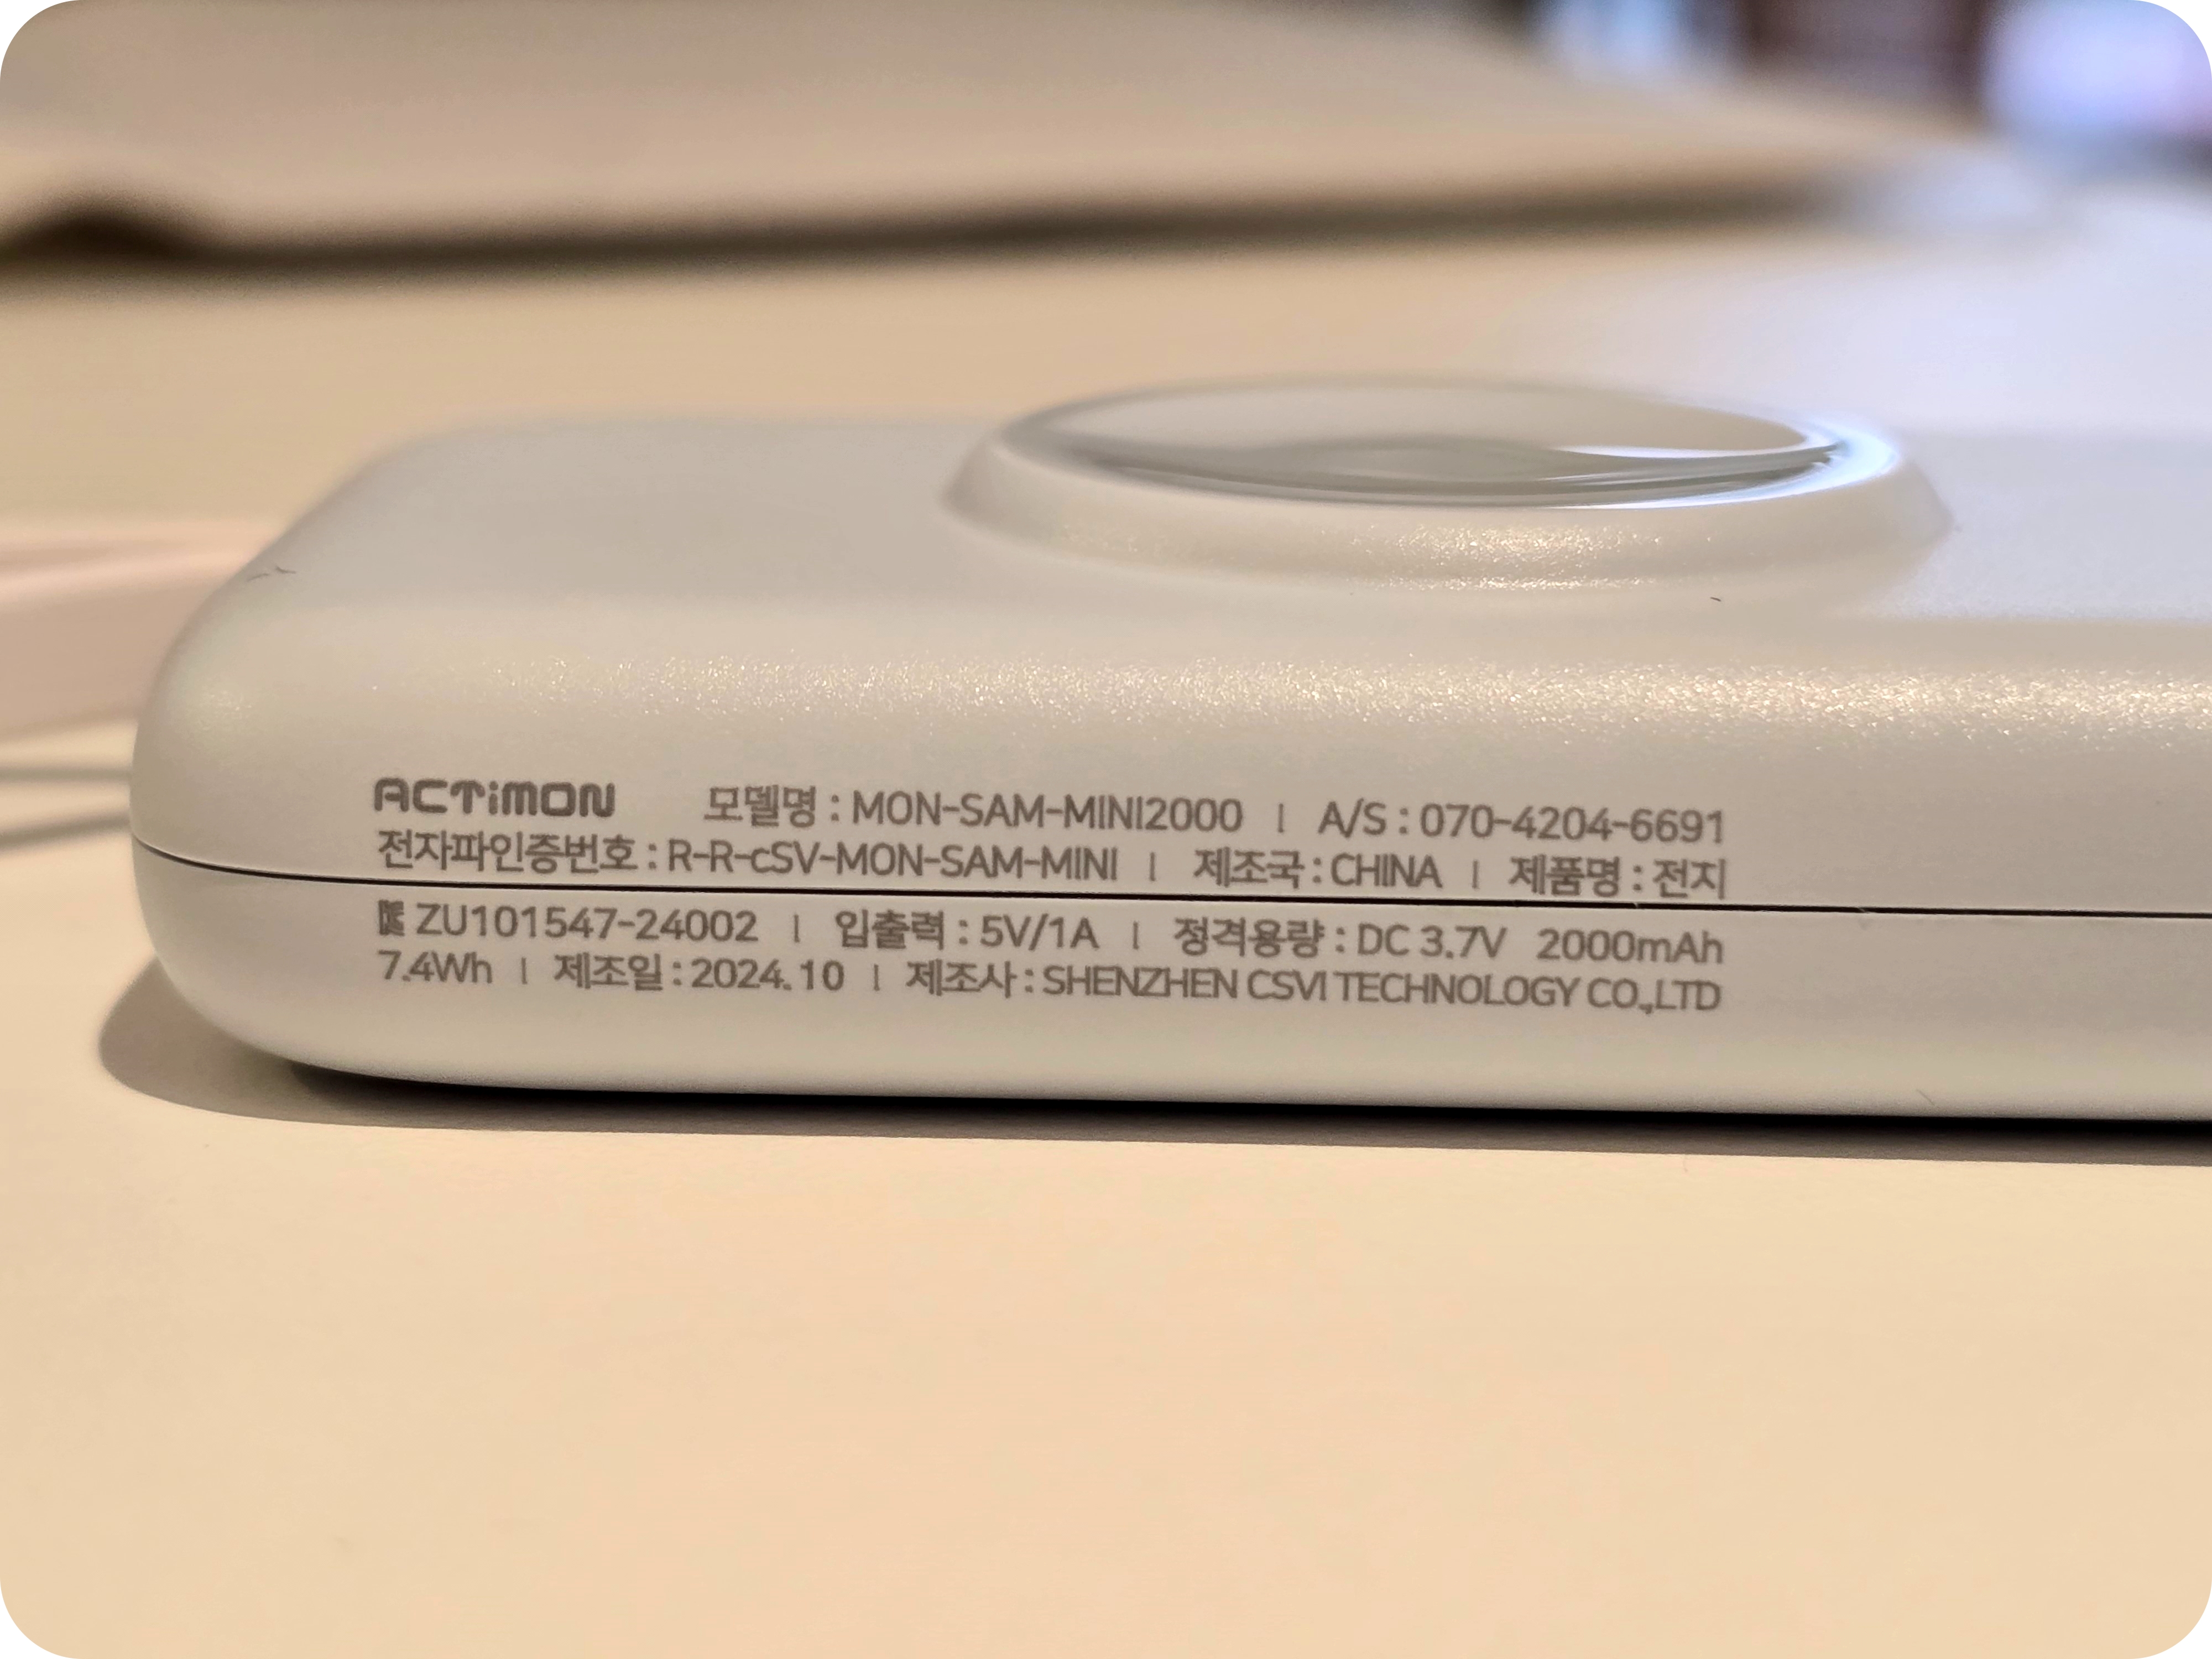 ACTiMON 모델명 : MON-SAM-MINI2000 | A/S : 070-4204-6691
전자파인증번호 : R-R-cSV-MON-SAM-MINI | 제조국 : CHINA | 제품명 : 전지
ZU101547-24002 | 입출력 : 5V/1A | 정격용량 : DC 3.7V 2000mAh
7.4Wh | 제조일 : 2024.10 | 제조사 : SHENZHEN CSVI TECHNOLOGY CO.,LTD